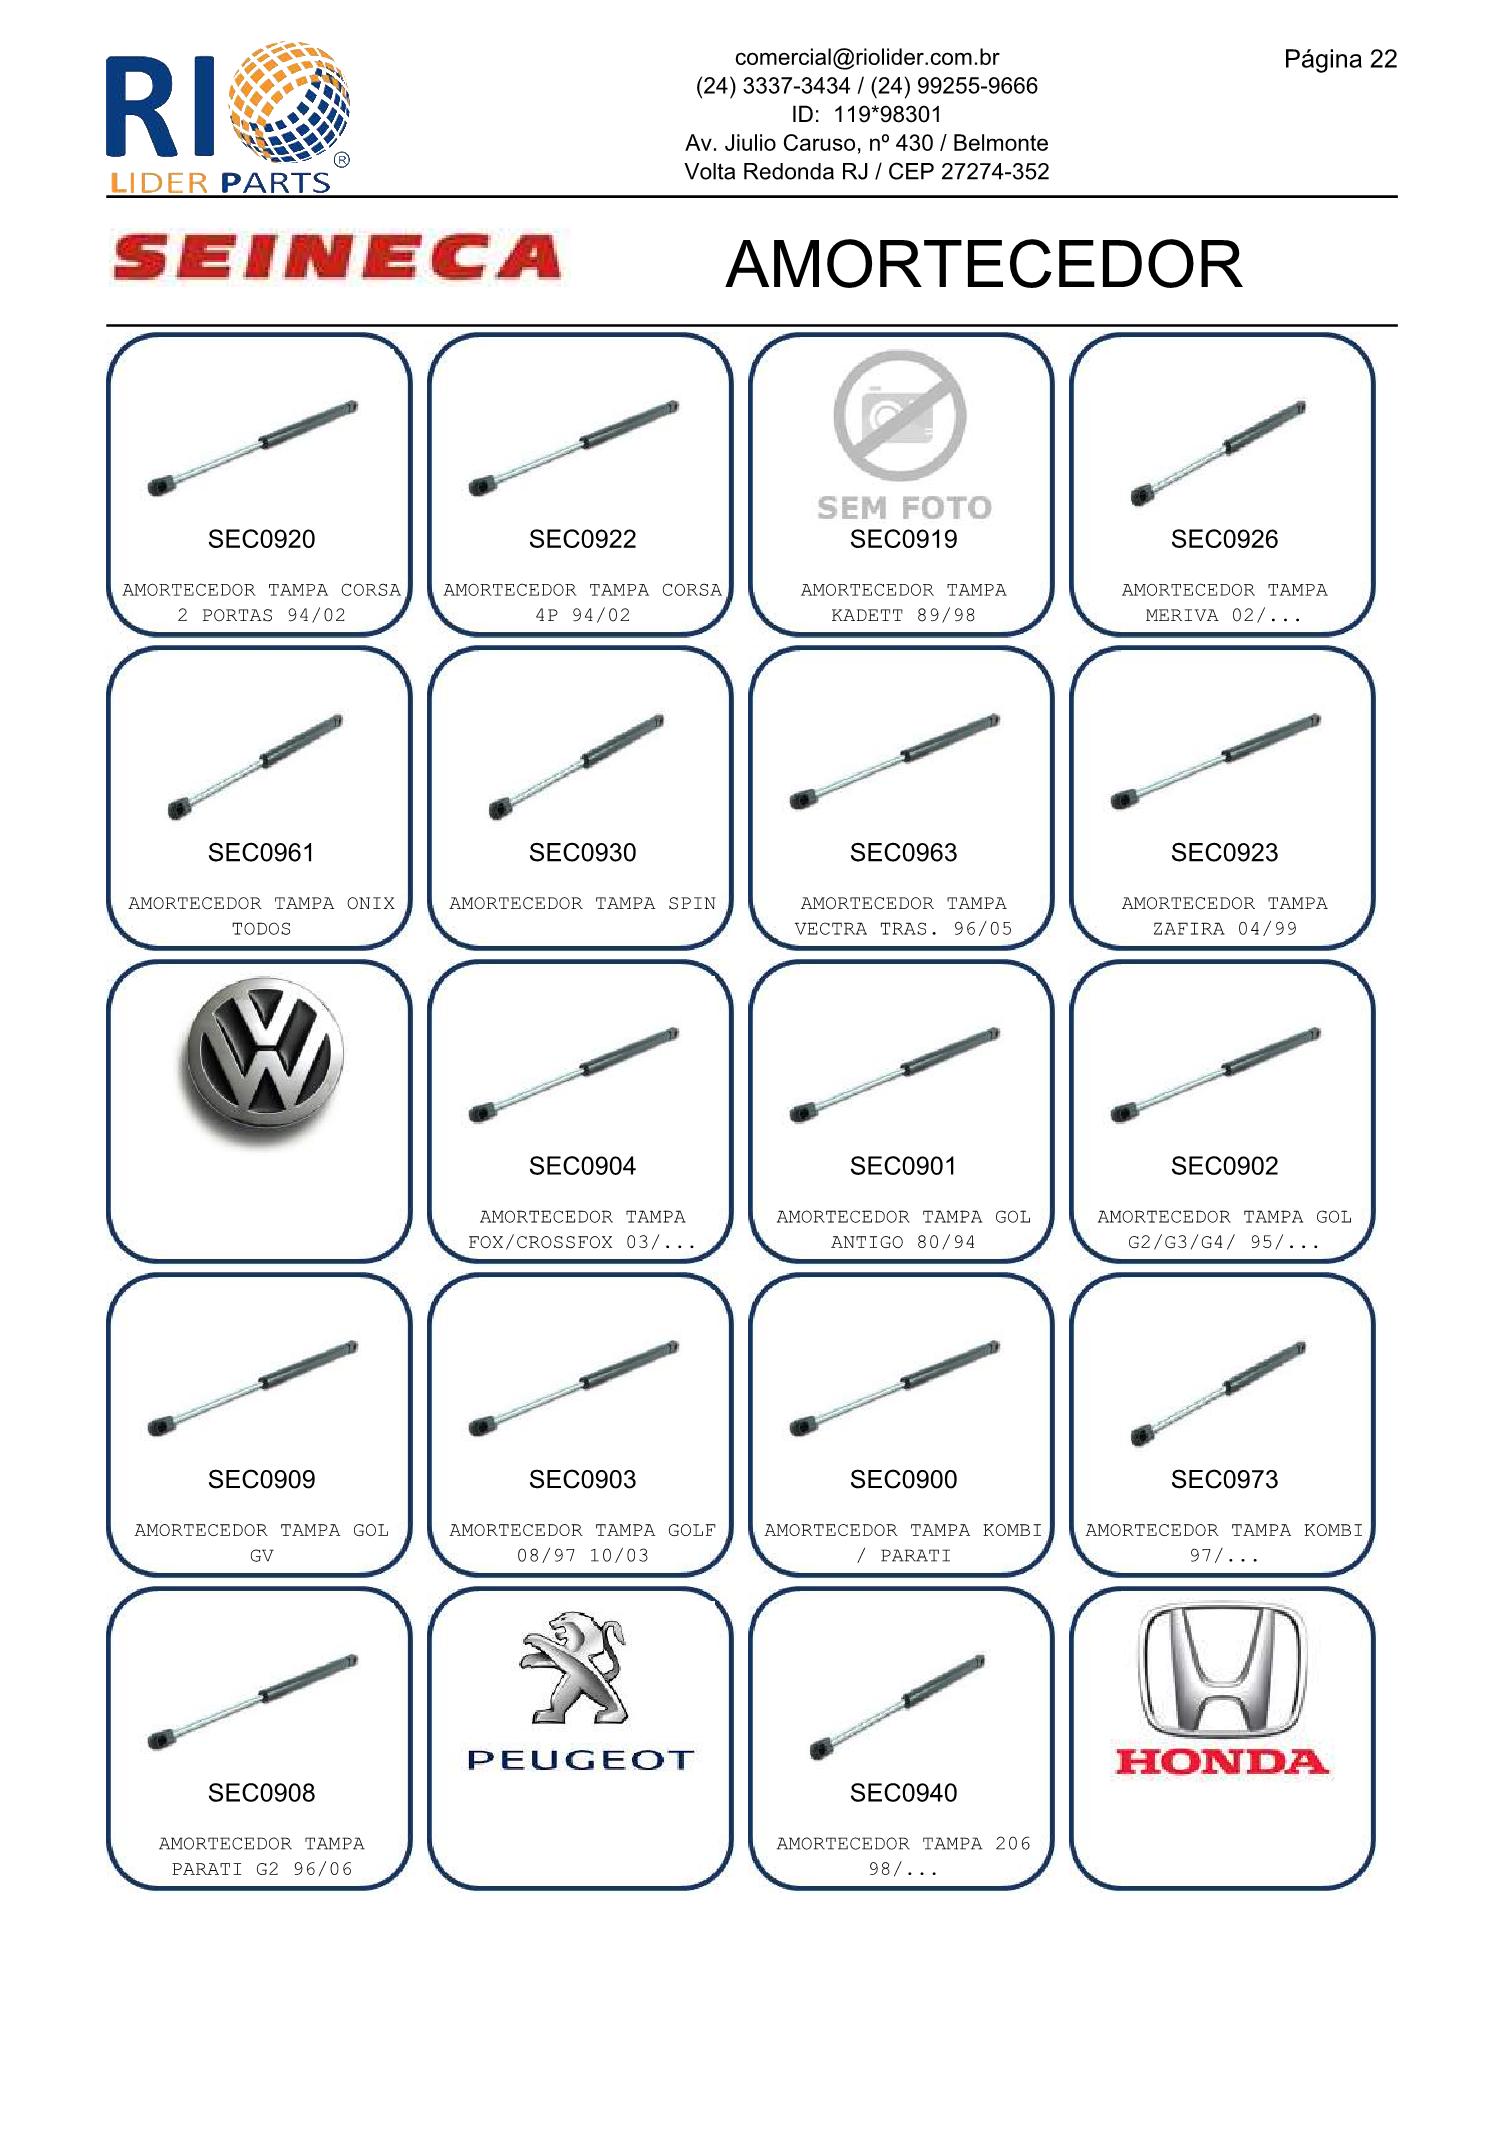 RIO
LIDER PARTS
®
comercial@riolider.com.br
(24) 3337-3434 / (24) 99255-9666
ID: 119*98301
Av. Jiulio Caruso, nº 430 / Belmonte
Volta Redonda RJ / CEP 27274-352
Página 22
SEINECA
AMORTECEDOR
SEC0920
AMORTECEDOR TAMPA CORSA
2 PORTAS 94/02
SEC0922
AMORTECEDOR TAMPA CORSA
4P 94/02
SEM FOTO
SEC0919
AMORTECEDOR TAMPA
KADETT 89/98
SEC0926
AMORTECEDOR TAMPA
MERIVA 02/...
SEC0961
AMORTECEDOR TAMPA ONIX
TODOS
SEC0930
AMORTECEDOR TAMPA SPIN
SEC0963
AMORTECEDOR TAMPA
VECTRA TRAS. 96/05
SEC0923
AMORTECEDOR TAMPA
ZAFIRA 04/99
VW
SEC0904
AMORTECEDOR TAMPA
FOX/CROSSFOX 03/...
SEC0901
AMORTECEDOR TAMPA GOL
ANTIGO 80/94
SEC0902
AMORTECEDOR TAMPA GOL
G2/G3/G4/ 95/...
SEC0909
AMORTECEDOR TAMPA GOL
GV
SEC0903
AMORTECEDOR TAMPA GOLF
08/97 10/03
SEC0900
AMORTECEDOR TAMPA KOMBI
/ PARATI
SEC0973
AMORTECEDOR TAMPA KOMBI
97/...
SEC0908
AMORTECEDOR TAMPA
PARATI G2 96/06
PEUGEOT
SEC0940
AMORTECEDOR TAMPA 206
98/...
HONDA